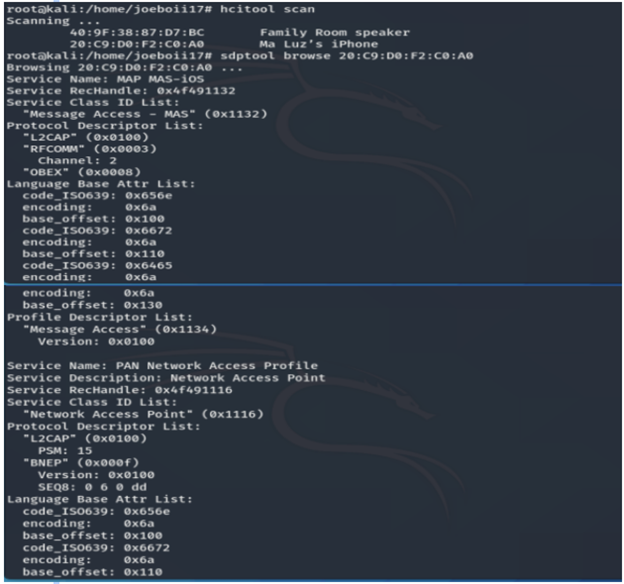 root@kali:/home/joeboii17# hcitool scan
Scanning ...
40:9F:38:87:D7:BC Family Room speaker
20:C9:D0:F2:C0:A0 Ma Luz's iPhone
root@kali:/home/joeboii17# sdptool browse 20:C9:D0:F2:C0:A0
Browsing 20:C9:D0:F2:C0:A0 ...
Service Name: MAP MAS-iOS
Service RecHandle: 0x4f491132
Service Class ID List:
"Message Access - MAS" (0x1132)
Protocol Descriptor List:
"L2CAP" (0x0100)
"RFCOMM" (0x0003)
Channel: 2
"OBEX" (0x0008)
Language Base Attr List:
code_ISO639: 0x656e
encoding: 0x6a
base_offset: 0x100
code_ISO639: 0x6672
encoding: 0x6a
base_offset: 0x110
code_ISO639: 0x6465
encoding: 0x6a
encoding: 0x6a
base_offset: 0x130
Profile Descriptor List:
"Message Access" (0x1134)
Version: 0x0100
Service Name: PAN Network Access Profile
Service Description: Network Access Point
Service RecHandle: 0x4f491116
Service Class ID List:
"Network Access Point" (0x1116)
Protocol Descriptor List:
"L2CAP" (0x0100)
PSM: 15
"BNEP" (0x000f)
Version: 0x0100
SEQ8: 0 6 0 dd
Language Base Attr List:
code_ISO639: 0x656e
encoding: 0x6a
base_offset: 0x100
code_ISO639: 0x6672
encoding: 0x6a
base_offset: 0x110